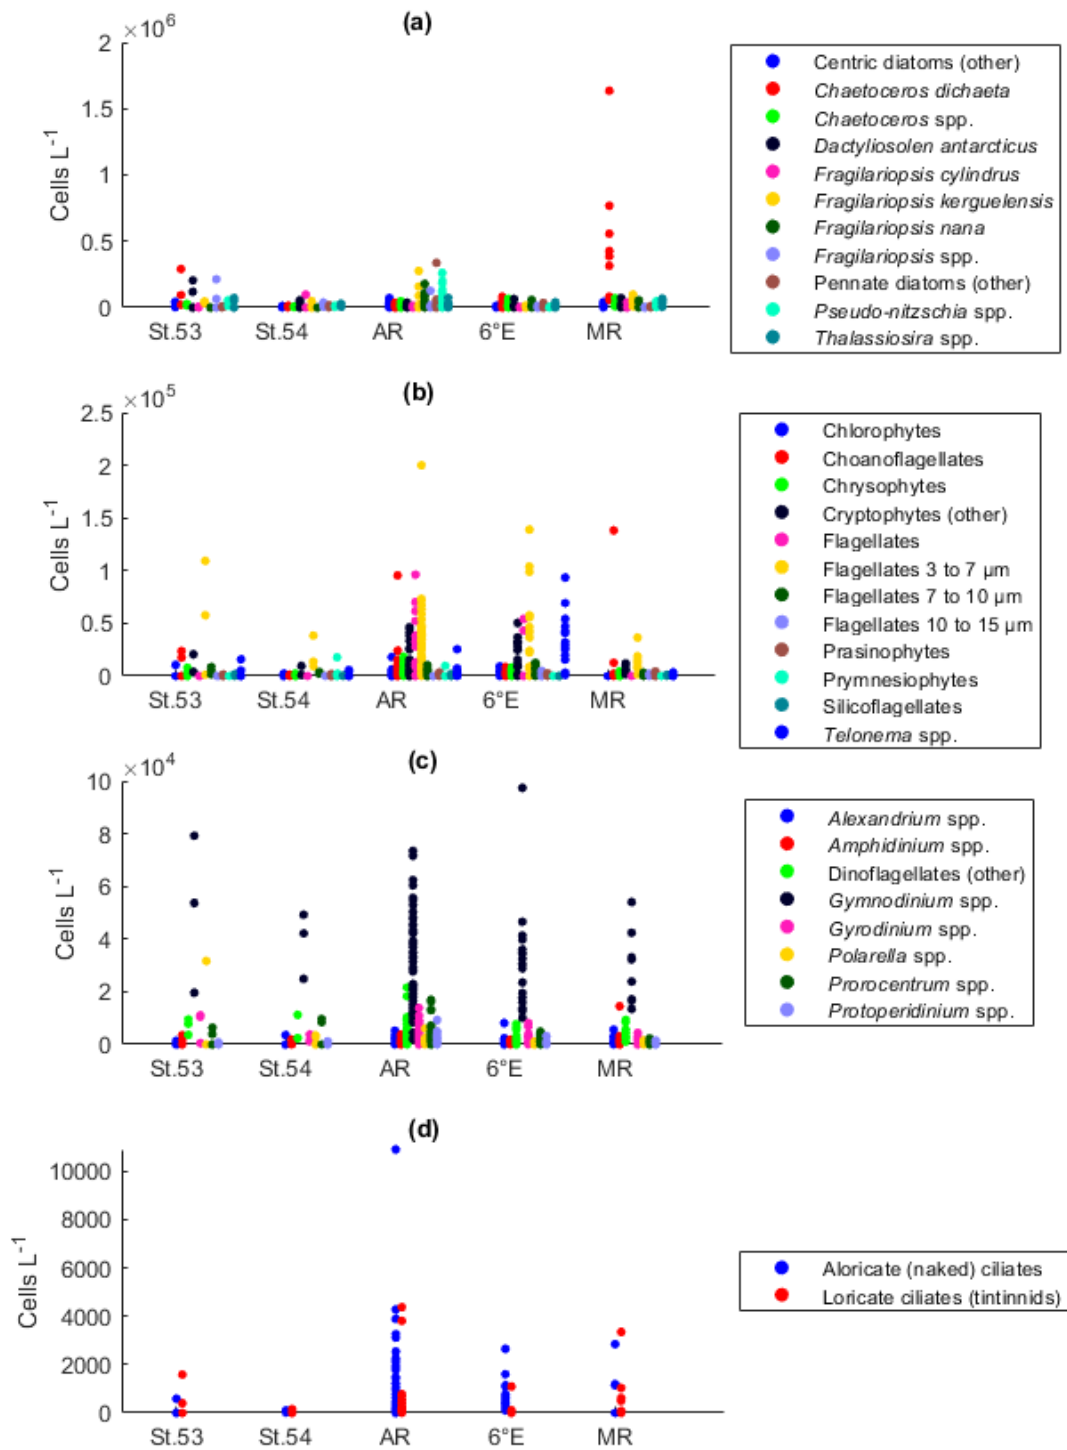 (a)
×10⁶
2
1.5
1
0.5
0
Cells L⁻¹
St.53 St.54 AR 6°E MR
Centric diatoms (other)
Chaetoceros dichaeta
Chaetoceros spp.
Dactyliosolen antarcticus
Fragilariopsis cylindrus
Fragilariopsis kerguelensis
Fragilariopsis nana
Fragilariopsis spp.
Pennate diatoms (other)
Pseudo-nitzschia spp.
Thalassiosira spp.
(b)
×10⁵
2.5
2
1.5
1
0.5
0
Cells L⁻¹
St.53 St.54 AR 6°E MR
Chlorophytes
Choanoflagellates
Chrysophytes
Cryptophytes (other)
Flagellates
Flagellates 3 to 7 µm
Flagellates 7 to 10 µm
Flagellates 10 to 15 µm
Prasinophytes
Prymnesiophytes
Silicoflagellates
Telonema spp.
(c)
×10⁴
10
8
6
4
2
0
Cells L⁻¹
St.53 St.54 AR 6°E MR
Alexandrium spp.
Amphidinium spp.
Dinoflagellates (other)
Gymnodinium spp.
Gyrodinium spp.
Polarella spp.
Prorocentrum spp.
Protoperidinium spp.
(d)
10000
8000
6000
4000
2000
0
Cells L⁻¹
St.53 St.54 AR 6°E MR
Aloricate (naked) ciliates
Loricate ciliates (tintinnids)